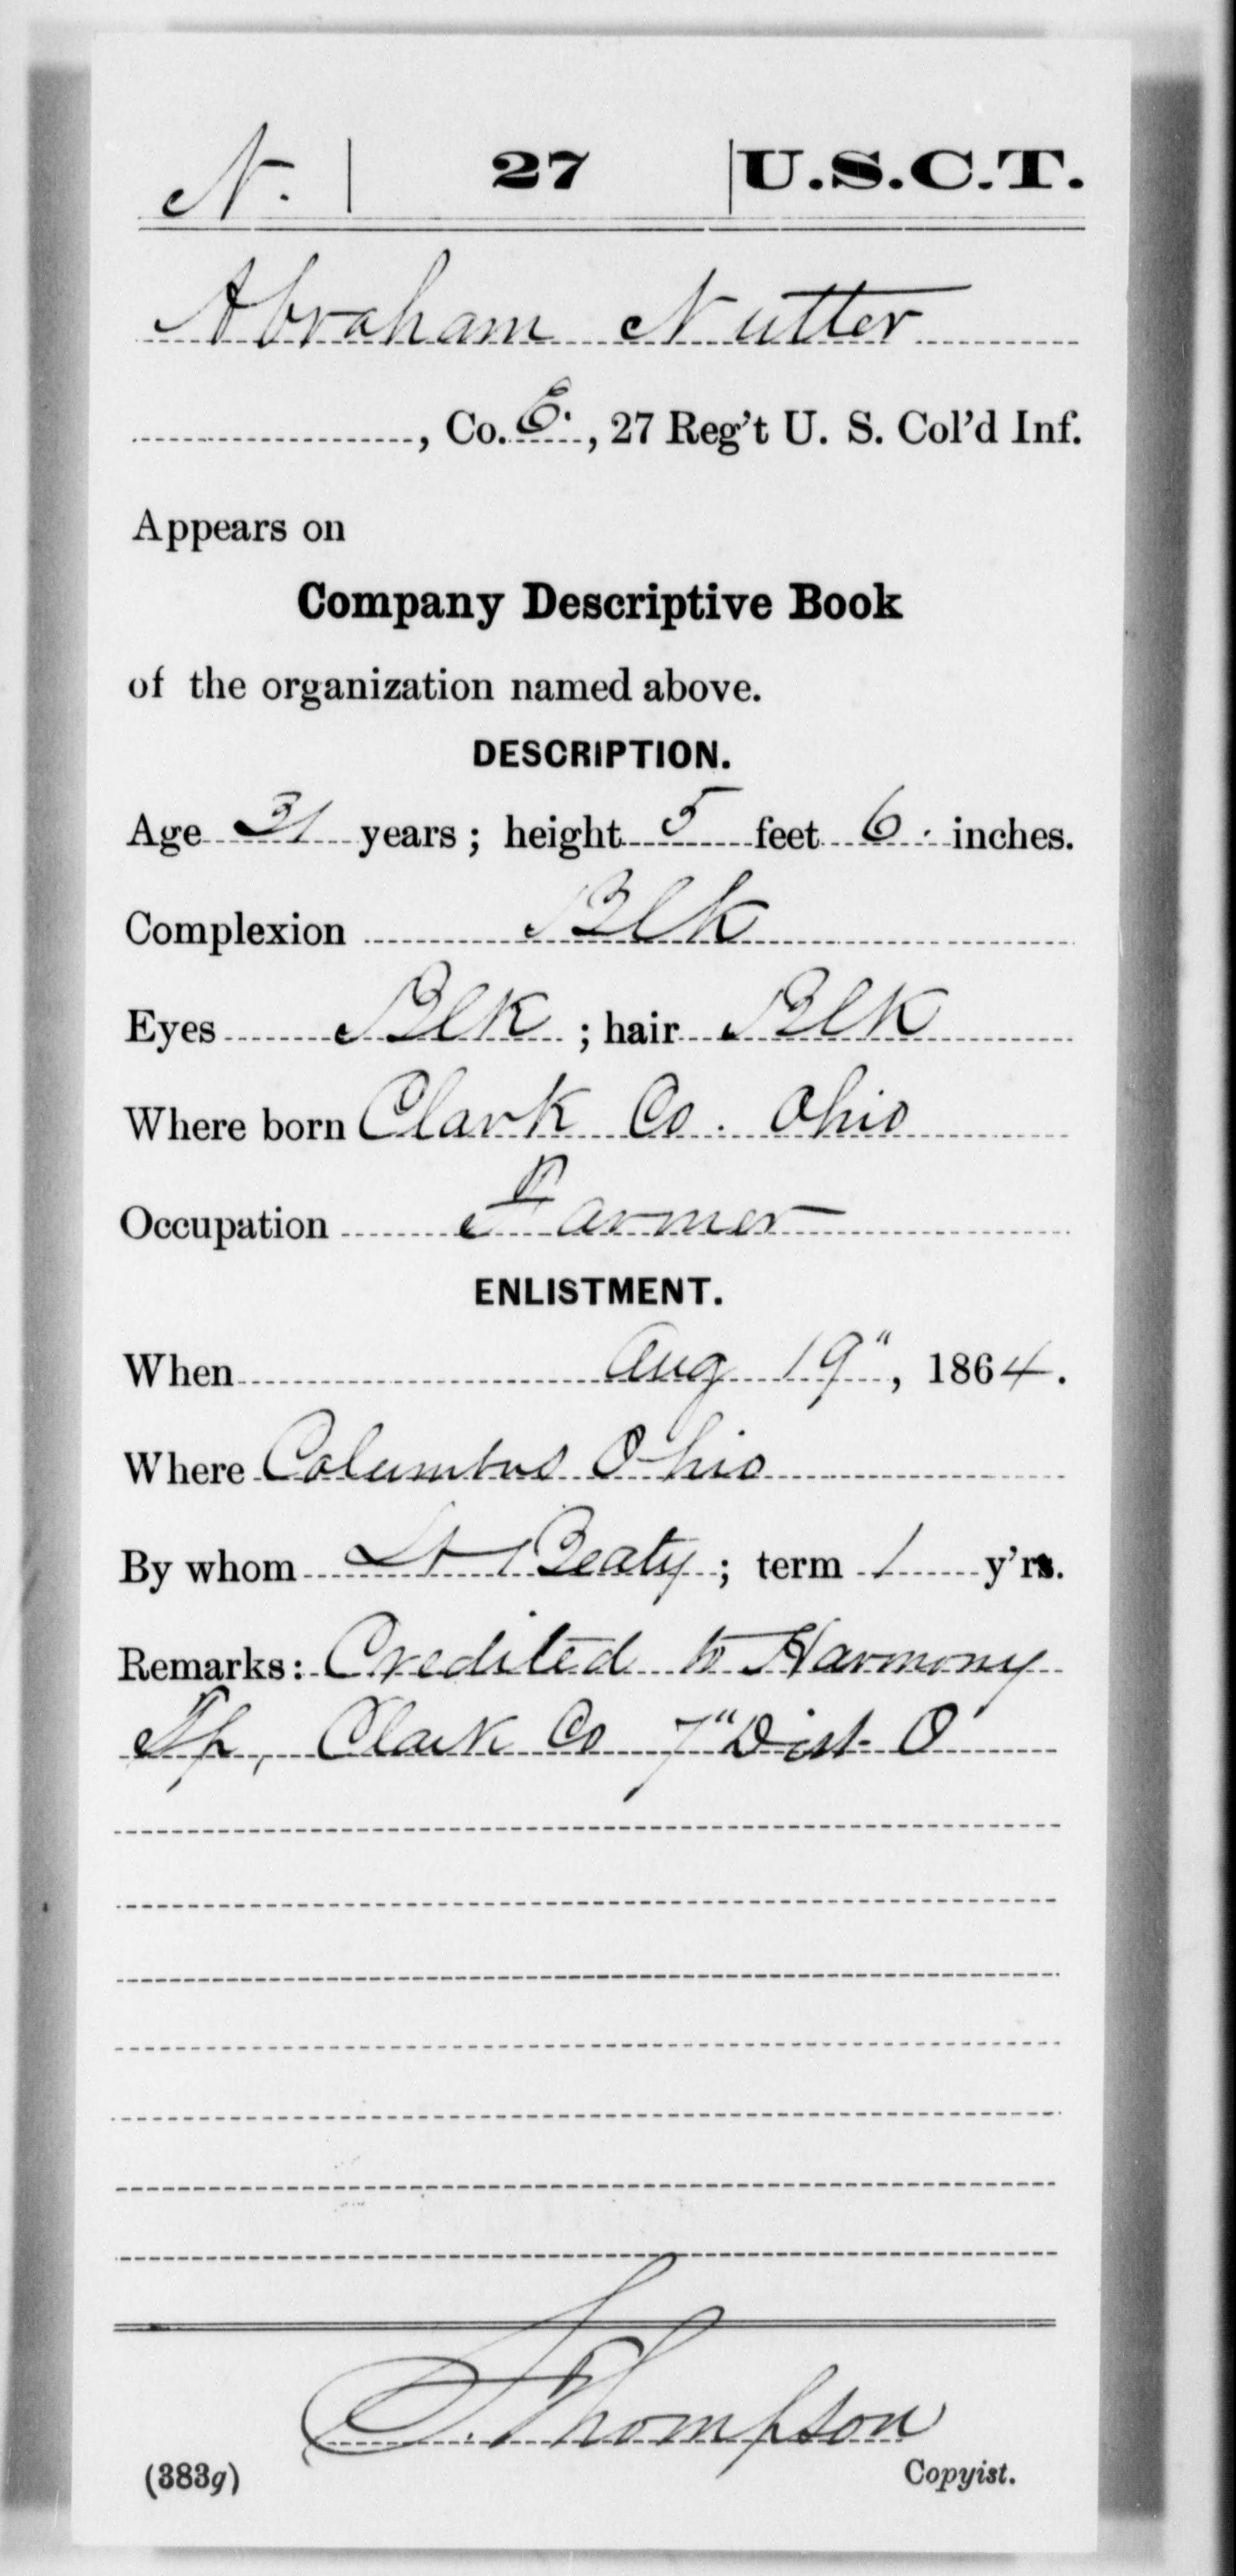 N. 27 U.S.C.T.
Abraham Nutter
, Co. E., 27 Reg't U. S. Col'd Inf.
Appears on
Company Descriptive Book
of the organization named above.
DESCRIPTION.
Age 31 years; height 5 feet 6 inches.
Complexion Blk
Eyes Blk; hair Blk
Where born Clark Co. Ohio
Occupation Farmer
ENLISTMENT.
When Aug 19", 1864.
Where Columbus Ohio
By whom Lt Beaty; term 1 y'rs.
Remarks: Credited to Harmony
Tp, Clark Co 7" Dist. O
S. Thompson
(383g) Copyist.